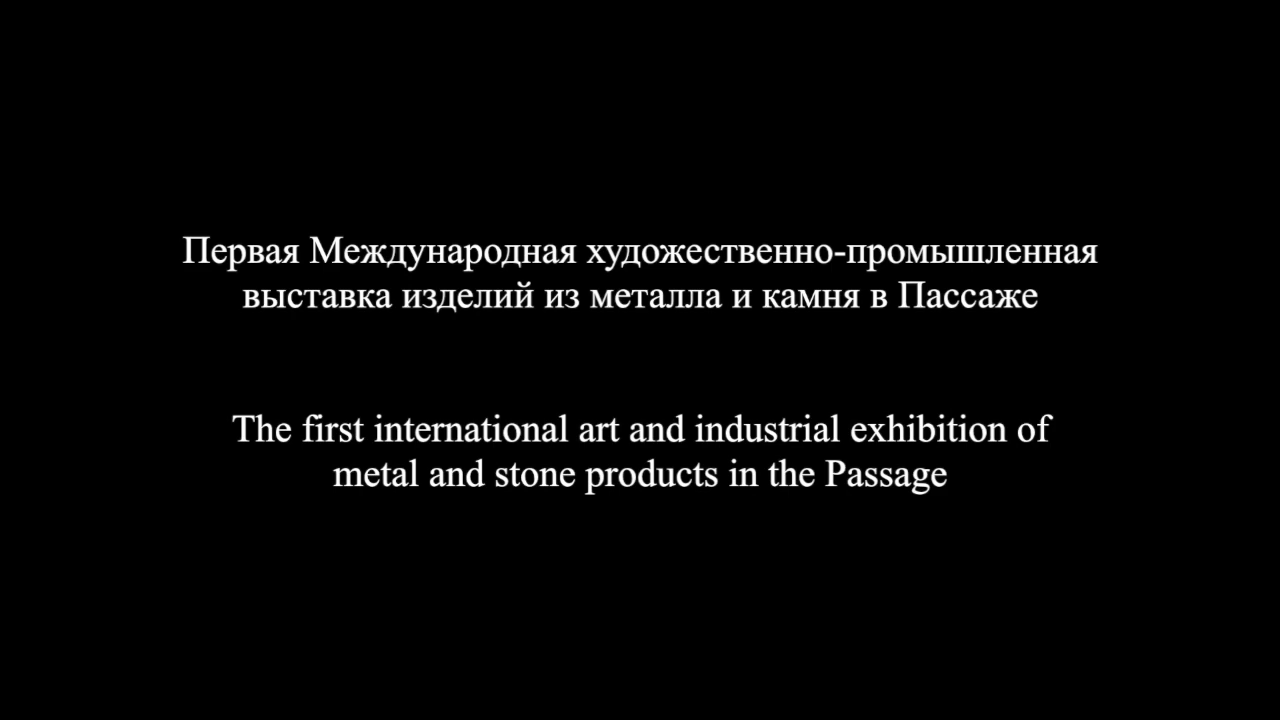 Первая Международная художественно-промышленная
выставка изделий из металла и камня в Пассаже
The first international art and industrial exhibition of
metal and stone products in the Passage